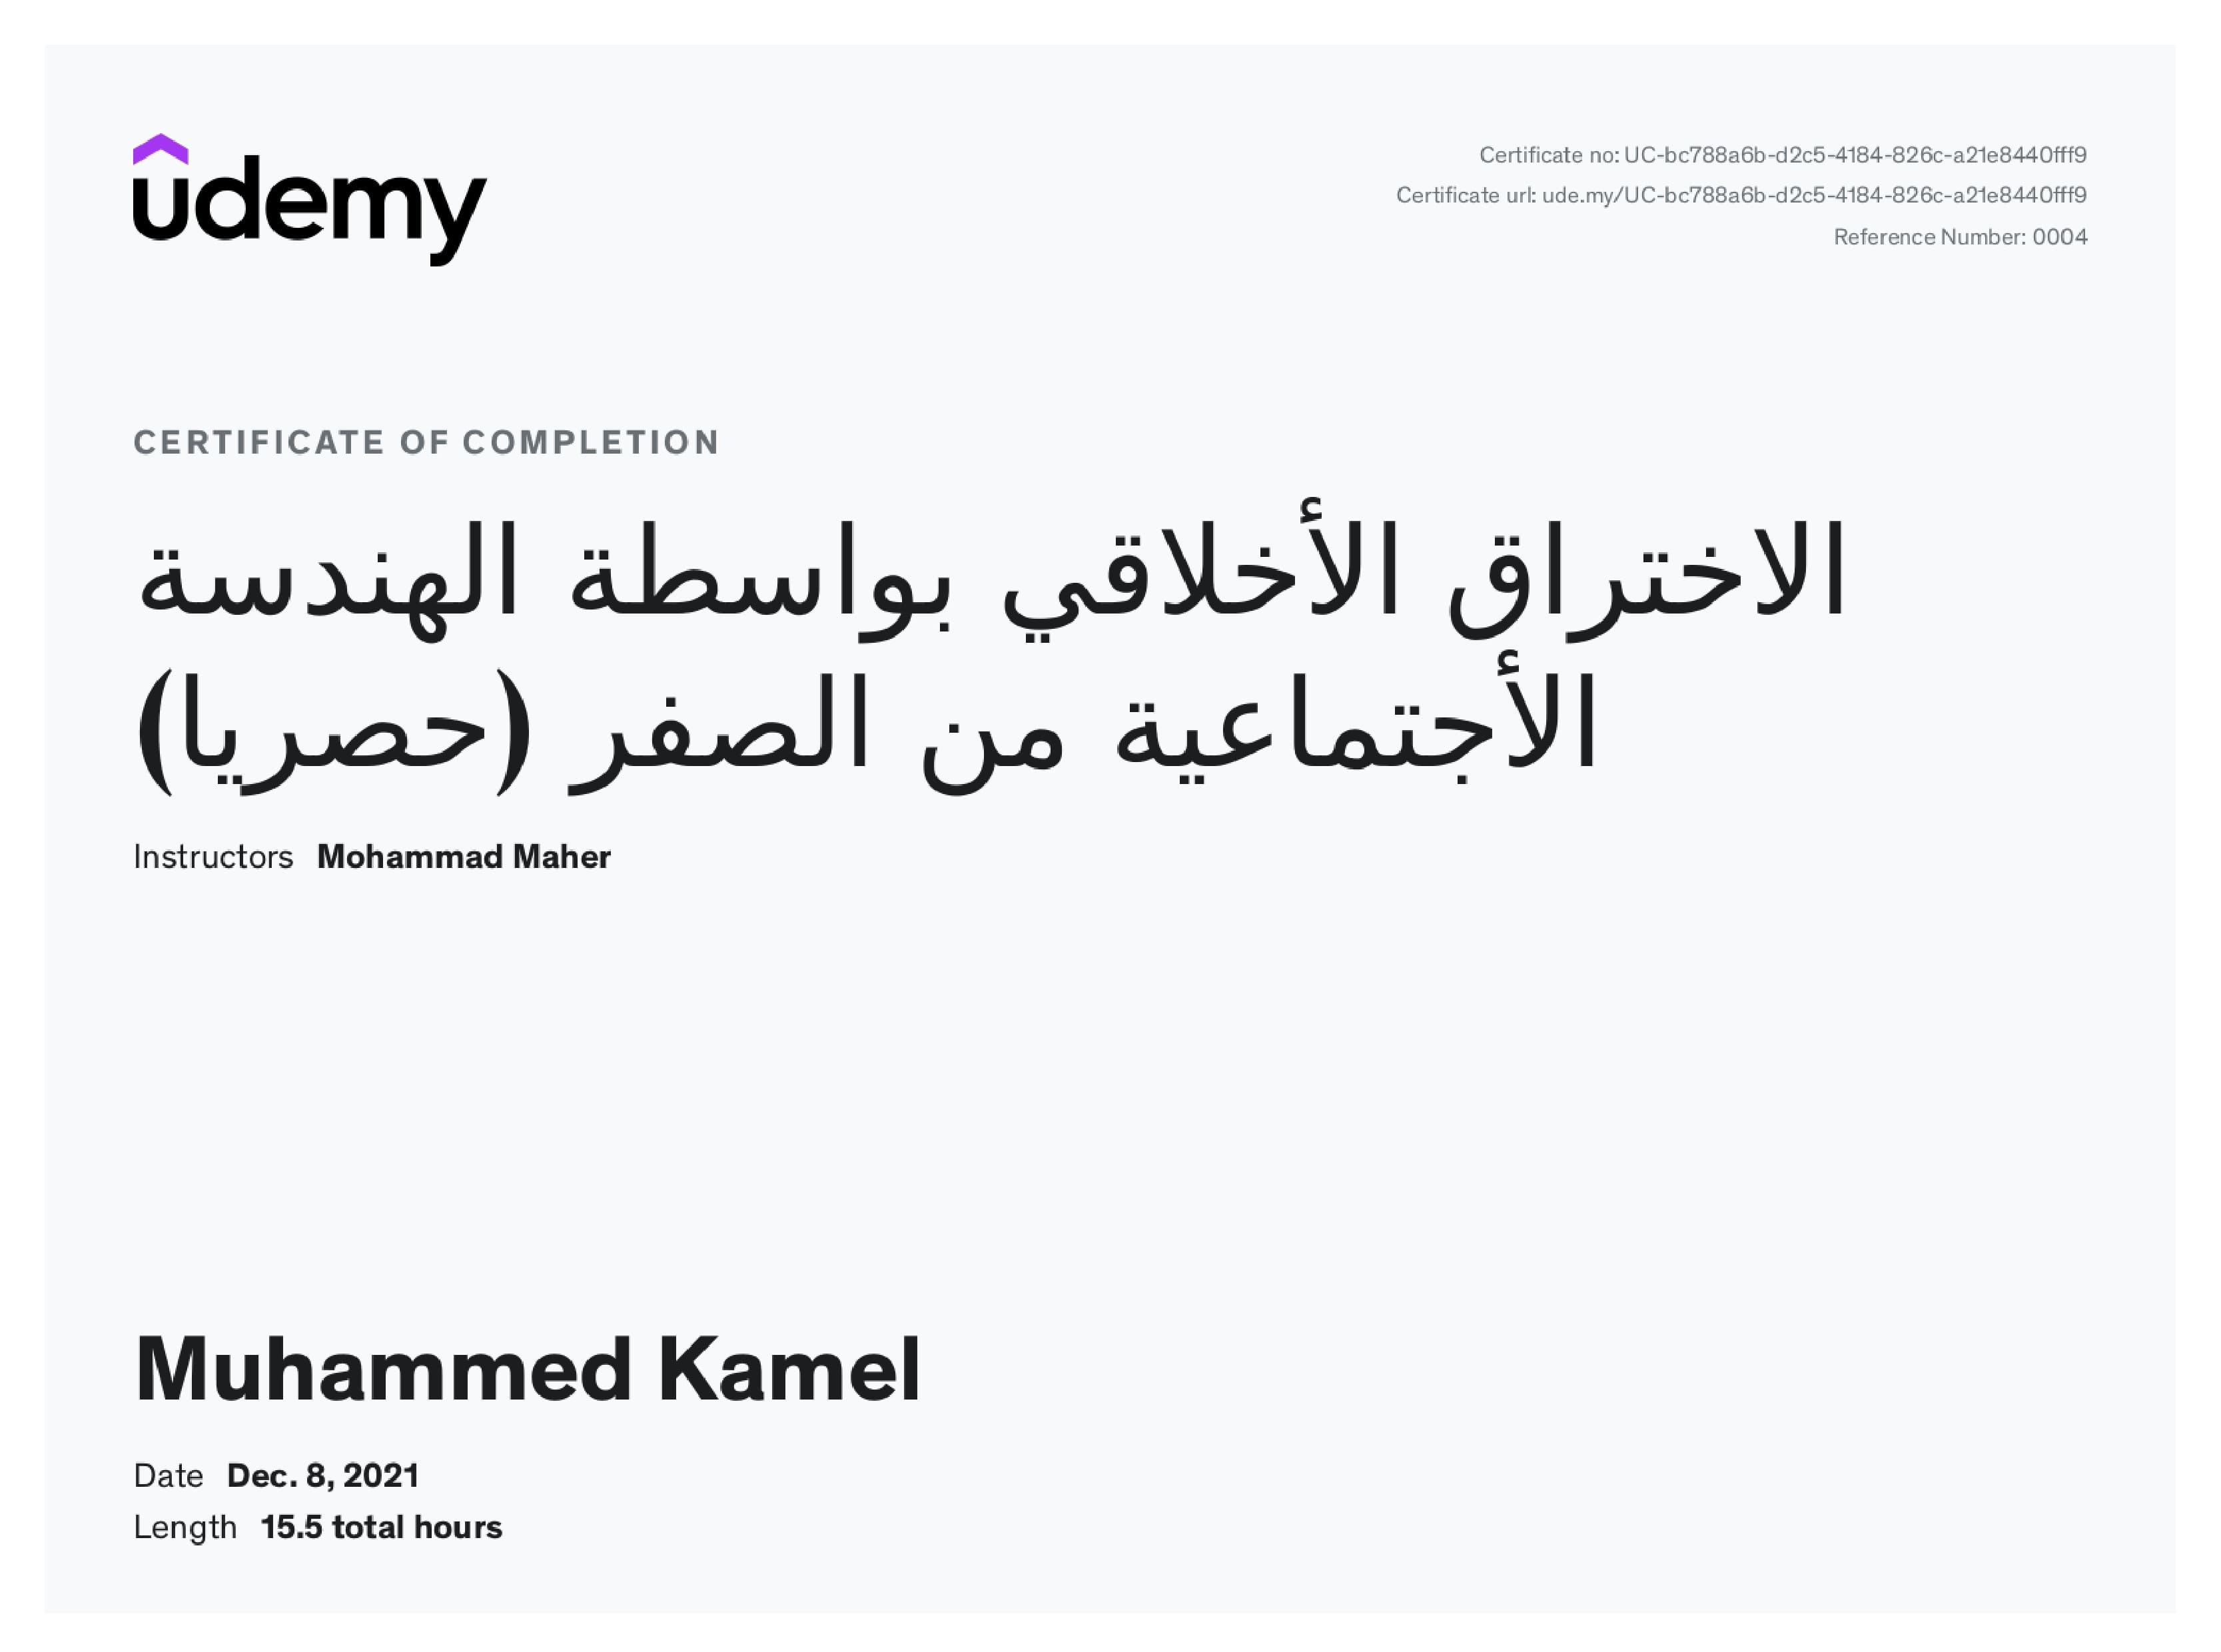 udemy
Certificate no: UC-bc788a6b-d2c5-4184-826c-a21e8440fff9
Certificate url: ude.my/UC-bc788a6b-d2c5-4184-826c-a21e8440fff9
Reference Number: 0004
CERTIFICATE OF COMPLETION
الاختراق الأخلاقي بواسطة الهندسة
الأجتماعية من الصفر (حصريا)
Instructors Mohammad Maher
Muhammed Kamel
Date Dec. 8, 2021
Length 15.5 total hours